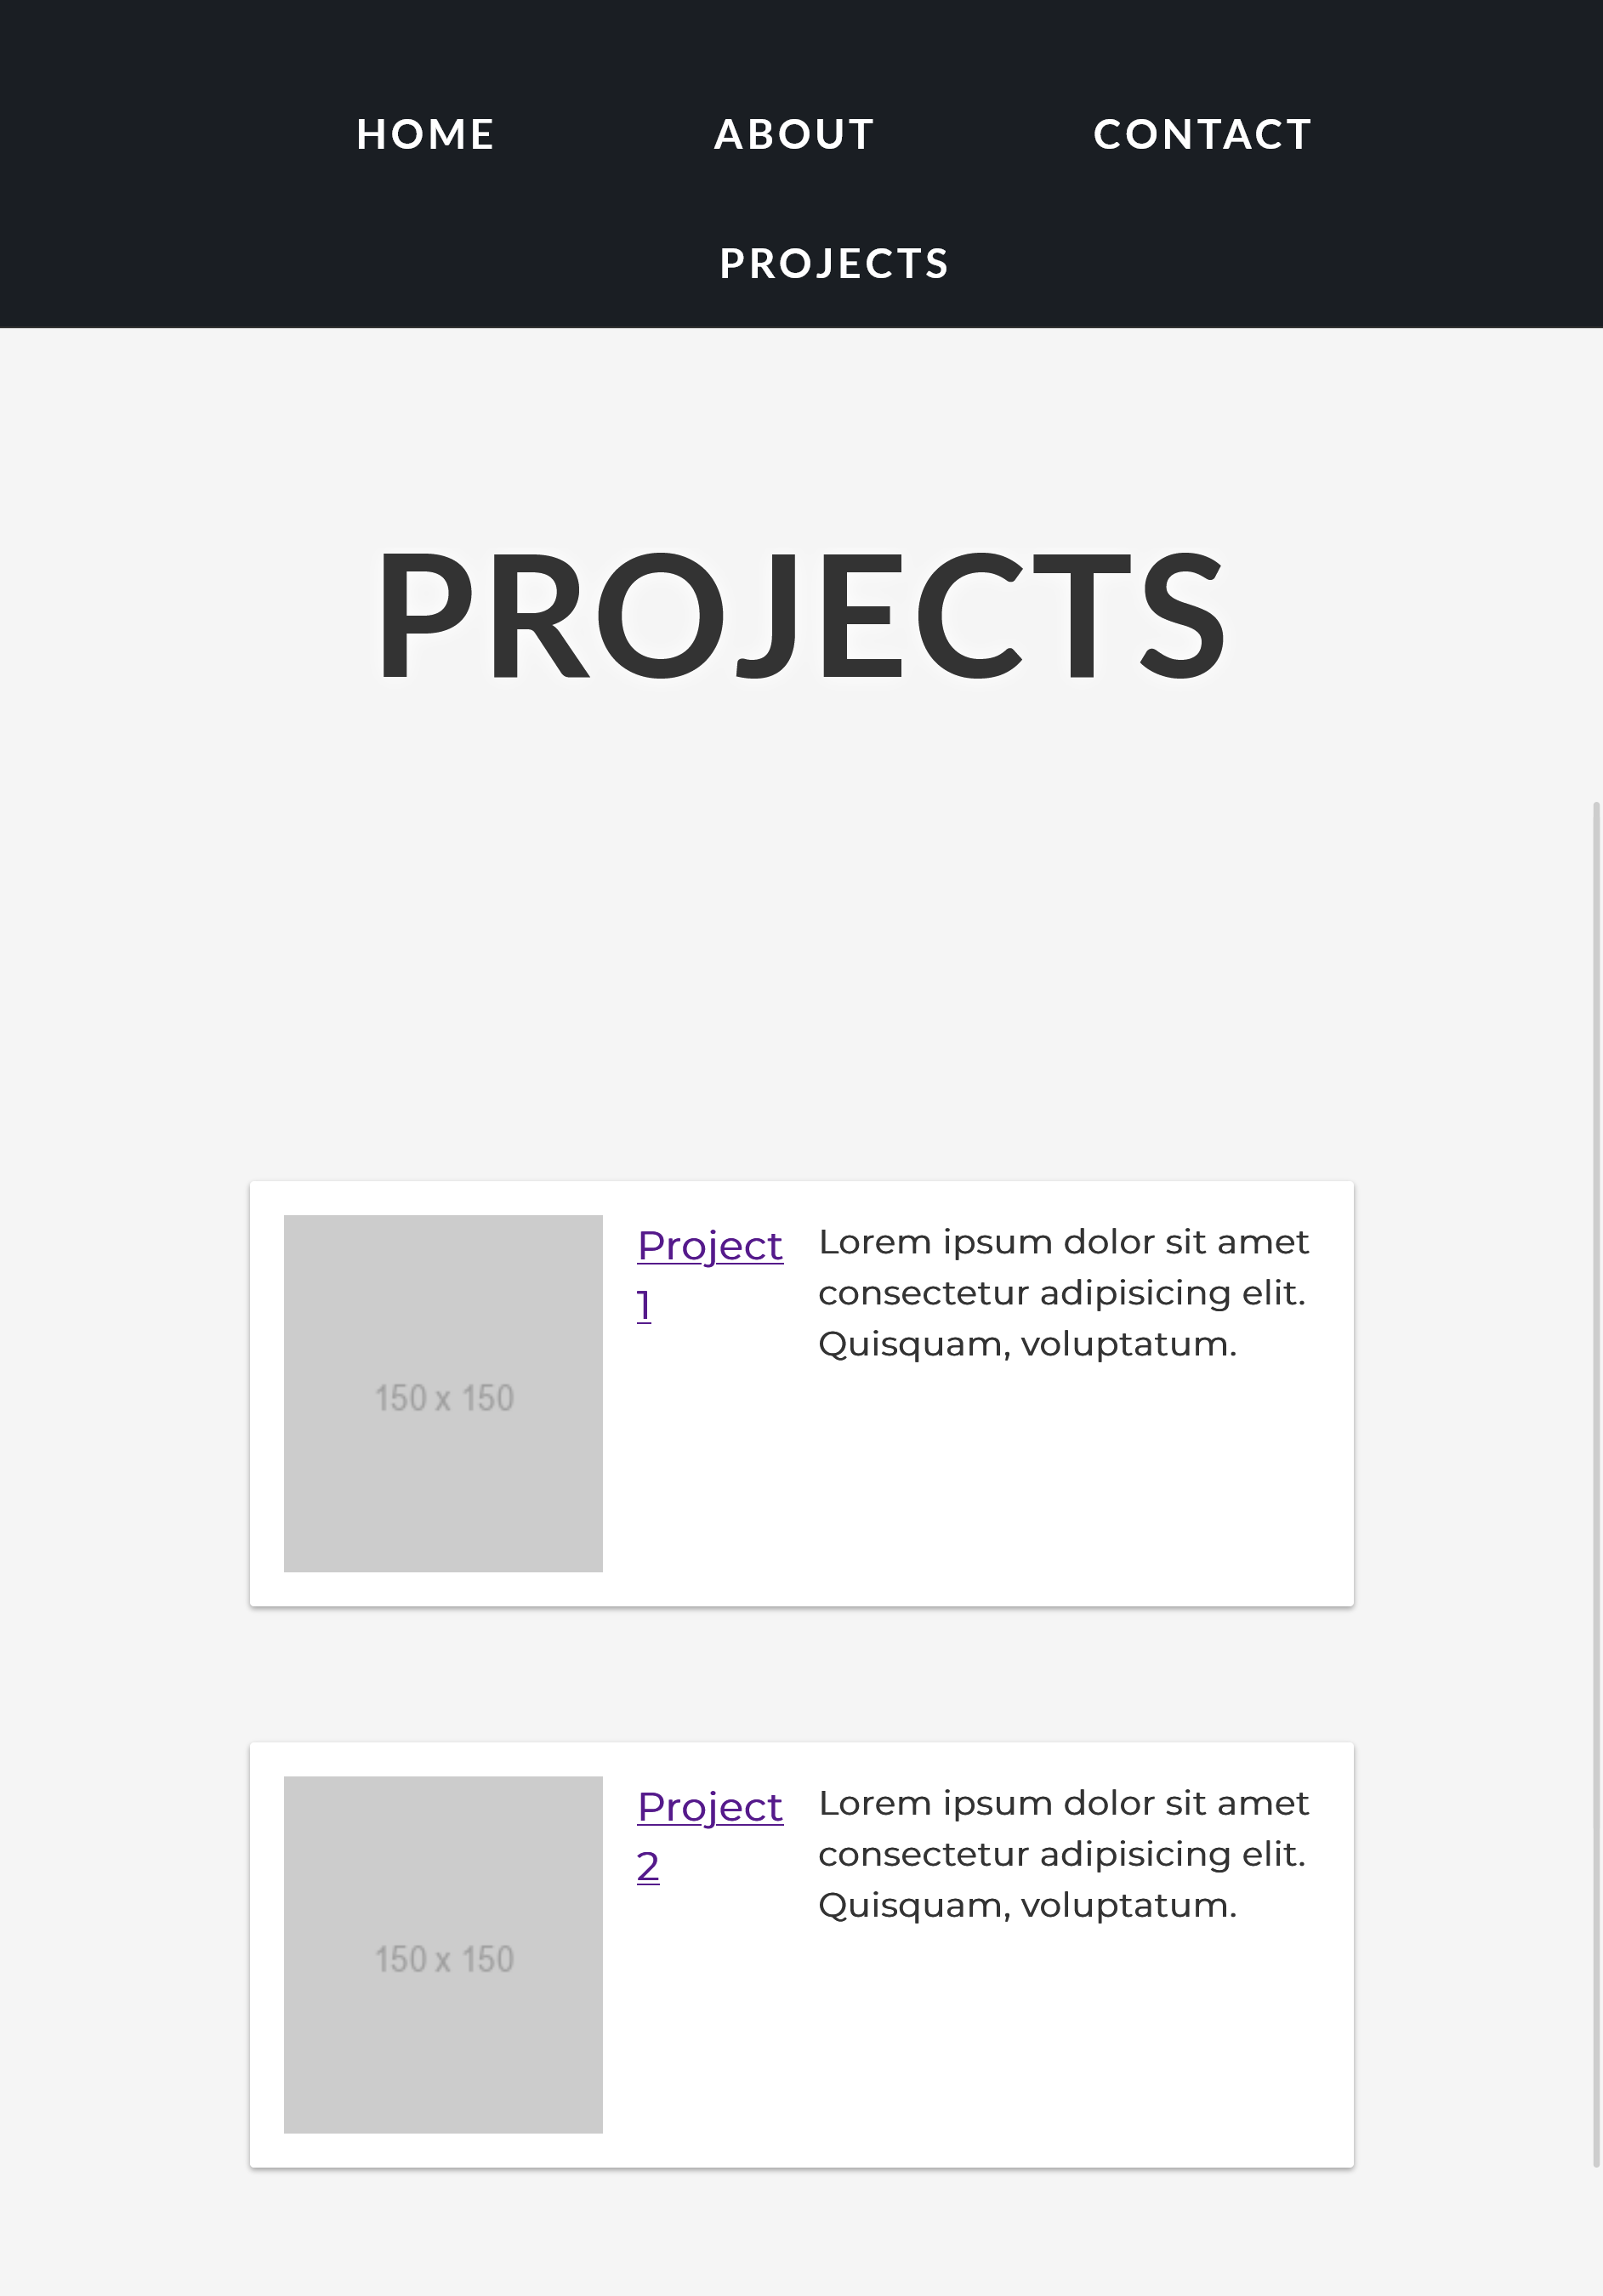 HOME ABOUT CONTACT
PROJECTS
PROJECTS
150 x 150
Project
1
Lorem ipsum dolor sit amet
consectetur adipisicing elit.
Quisquam, voluptatum.
150 x 150
Project
2
Lorem ipsum dolor sit amet
consectetur adipisicing elit.
Quisquam, voluptatum.